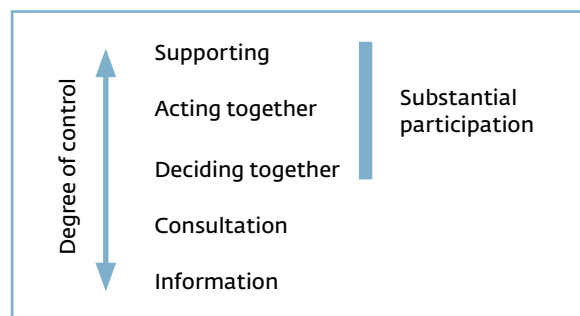 Degree of control
Supporting
Acting together
Deciding together
Consultation
Information
Substantial
participation